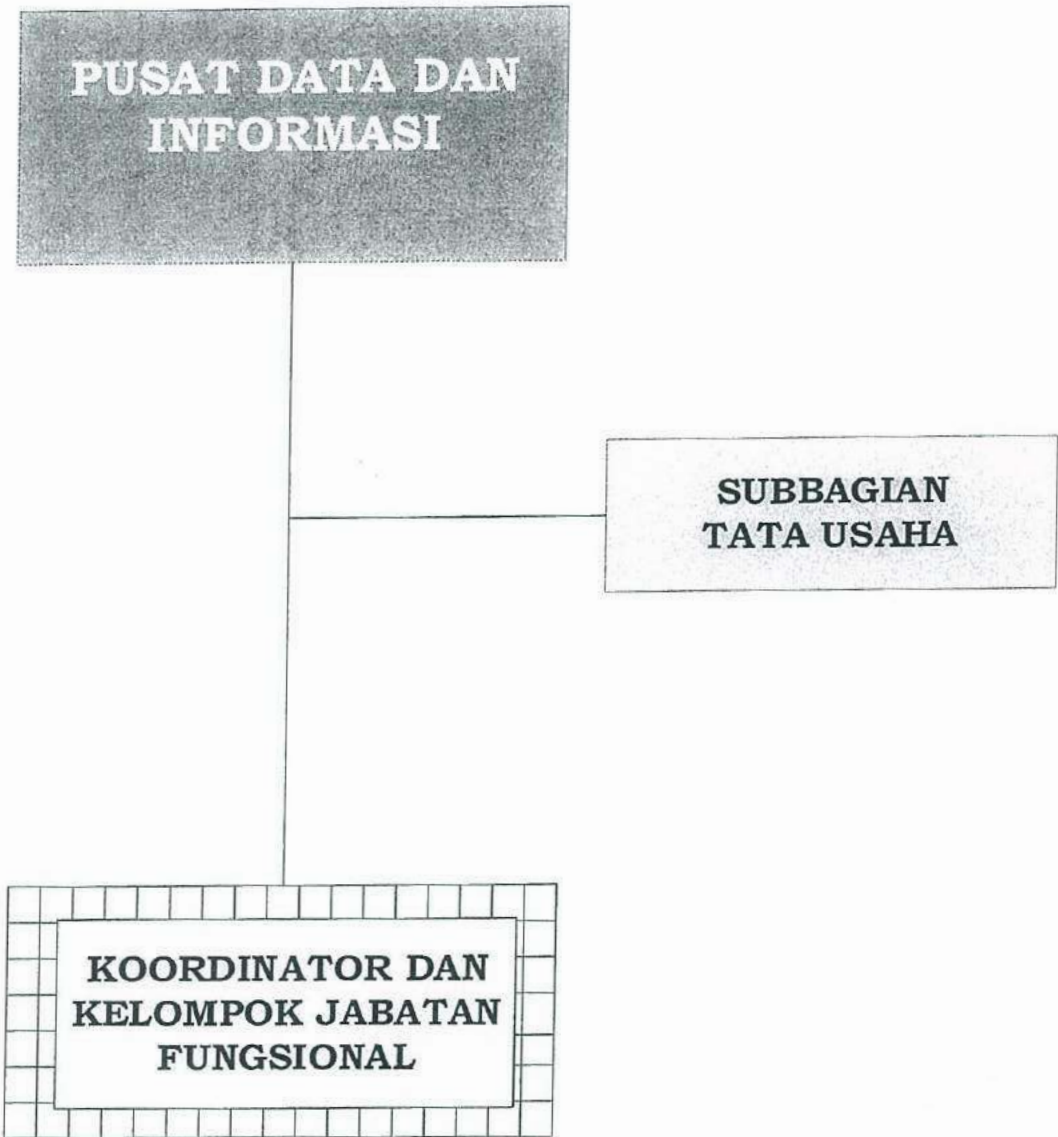 PUSAT DATA DAN
INFORMASI
SUBBAGIAN
TATA USAHA
KOORDINATOR DAN
KELOMPOK JABATAN
FUNGSIONAL